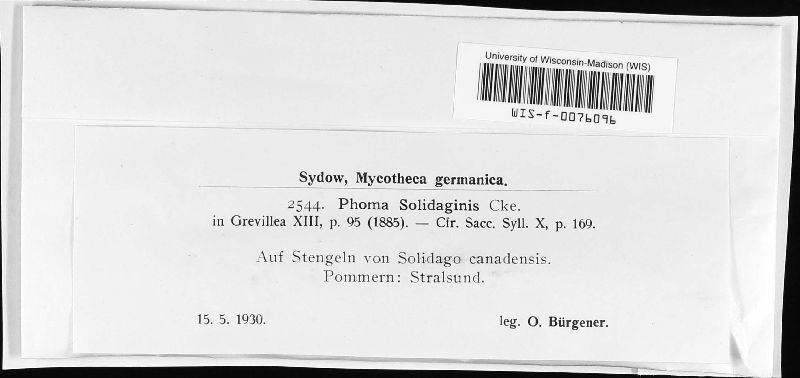 University of Wisconsin-Madison (WIS)
WIS-f-0076096
Sydow, Mycotheca germanica.
2544. Phoma Solidaginis Cke.
in Grevillea XIII, p. 95 (1885). — Cfr. Sacc. Syll. X, p. 169.
Auf Stengeln von Solidago canadensis.
Pommern: Stralsund.
15. 5. 1930. leg. O. Bürgener.